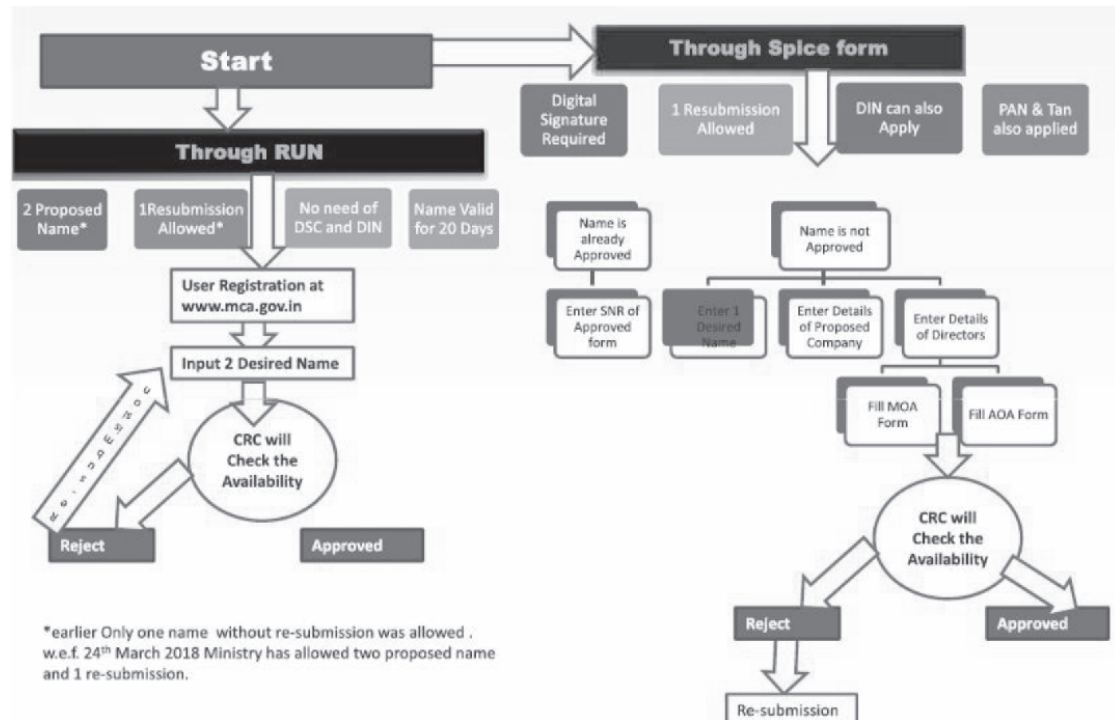 Start
Through Spice form
Digital
Signature
Required
1 Resubmission
Allowed
DIN can also
Apply
PAN & Tan
also applied
Through RUN
2 Proposed
Name*
1Resubmission
Allowed*
No need of
DSC and DIN
Name Valid
for 20 Days
User Registration at
www.mca.gov.in
Input 2 Desired Name
CRC will
Check the
Availability
Reject
Approved
Name is
already
Approved
Name is not
Approved
Enter SNR of
Approved
form
Enter 1
Desired
Name
Enter Details
of Proposed
Company
Enter Details
of Directors
Fill MOA
Form
Fill AOA Form
CRC will
Check the
Availability
Reject
Approved
Re-submission
*earlier Only one name without re-submission was allowed .
w.e.f. 24th March 2018 Ministry has allowed two proposed name
and 1 re-submission.